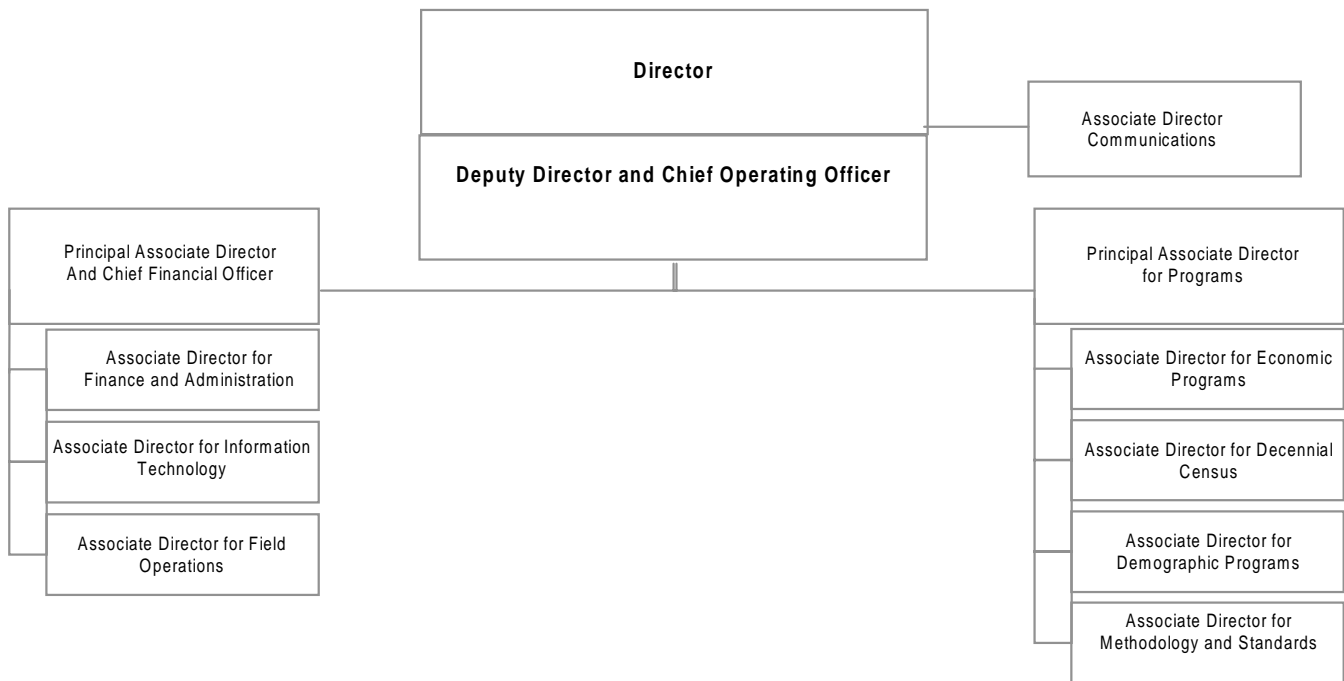 Director
Associate Director
Communications
Deputy Director and Chief Operating Officer
Principal Associate Director
And Chief Financial Officer
Principal Associate Director
for Programs
Associate Director for
Finance and Administration
Associate Director for Information
Technology
Associate Director for Field
Operations
Associate Director for Economic
Programs
Associate Director for Decennial
Census
Associate Director for
Demographic Programs
Associate Director for
Methodology and Standards